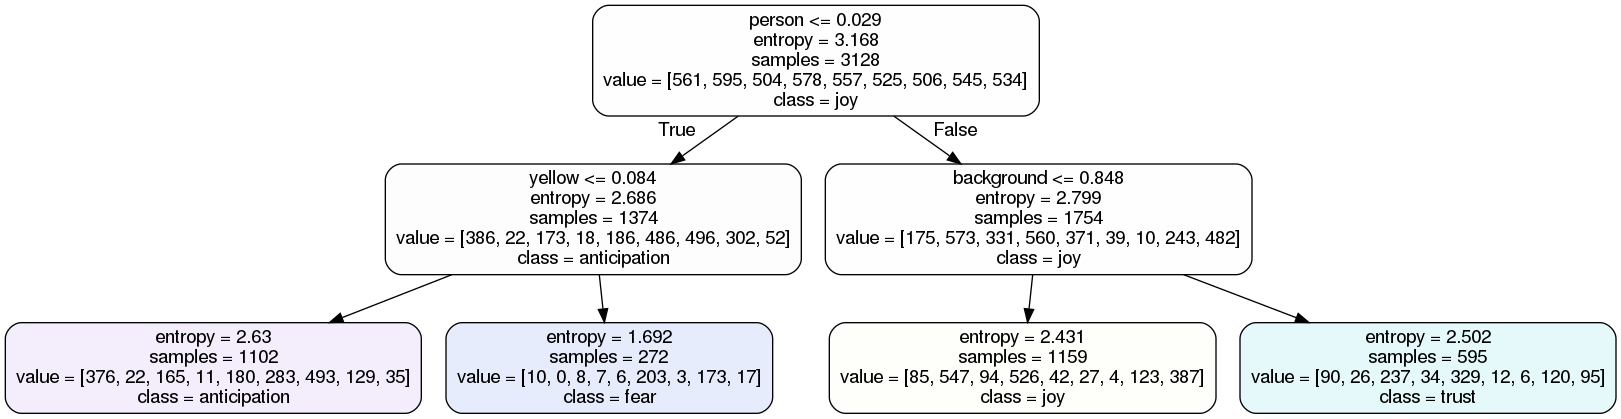 person <= 0.029
entropy = 3.168
samples = 3128
value = [561, 595, 504, 578, 557, 525, 506, 545, 534]
class = joy
True
False
yellow <= 0.084
entropy = 2.686
samples = 1374
value = [386, 22, 173, 18, 186, 486, 496, 302, 52]
class = anticipation
background <= 0.848
entropy = 2.799
samples = 1754
value = [175, 573, 331, 560, 371, 39, 10, 243, 482]
class = joy
entropy = 2.63
samples = 1102
value = [376, 22, 165, 11, 180, 283, 493, 129, 35]
class = anticipation
entropy = 1.692
samples = 272
value = [10, 0, 8, 7, 6, 203, 3, 173, 17]
class = fear
entropy = 2.431
samples = 1159
value = [85, 547, 94, 526, 42, 27, 4, 123, 387]
class = joy
entropy = 2.502
samples = 595
value = [90, 26, 237, 34, 329, 12, 6, 120, 95]
class = trust